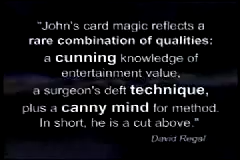 "John's card magic reflects a
rare combination of qualities:
a cunning knowledge of
entertainment value,
a surgeon's deft technique,
plus a canny mind for method.
In short, he is a cut above."
David Regal